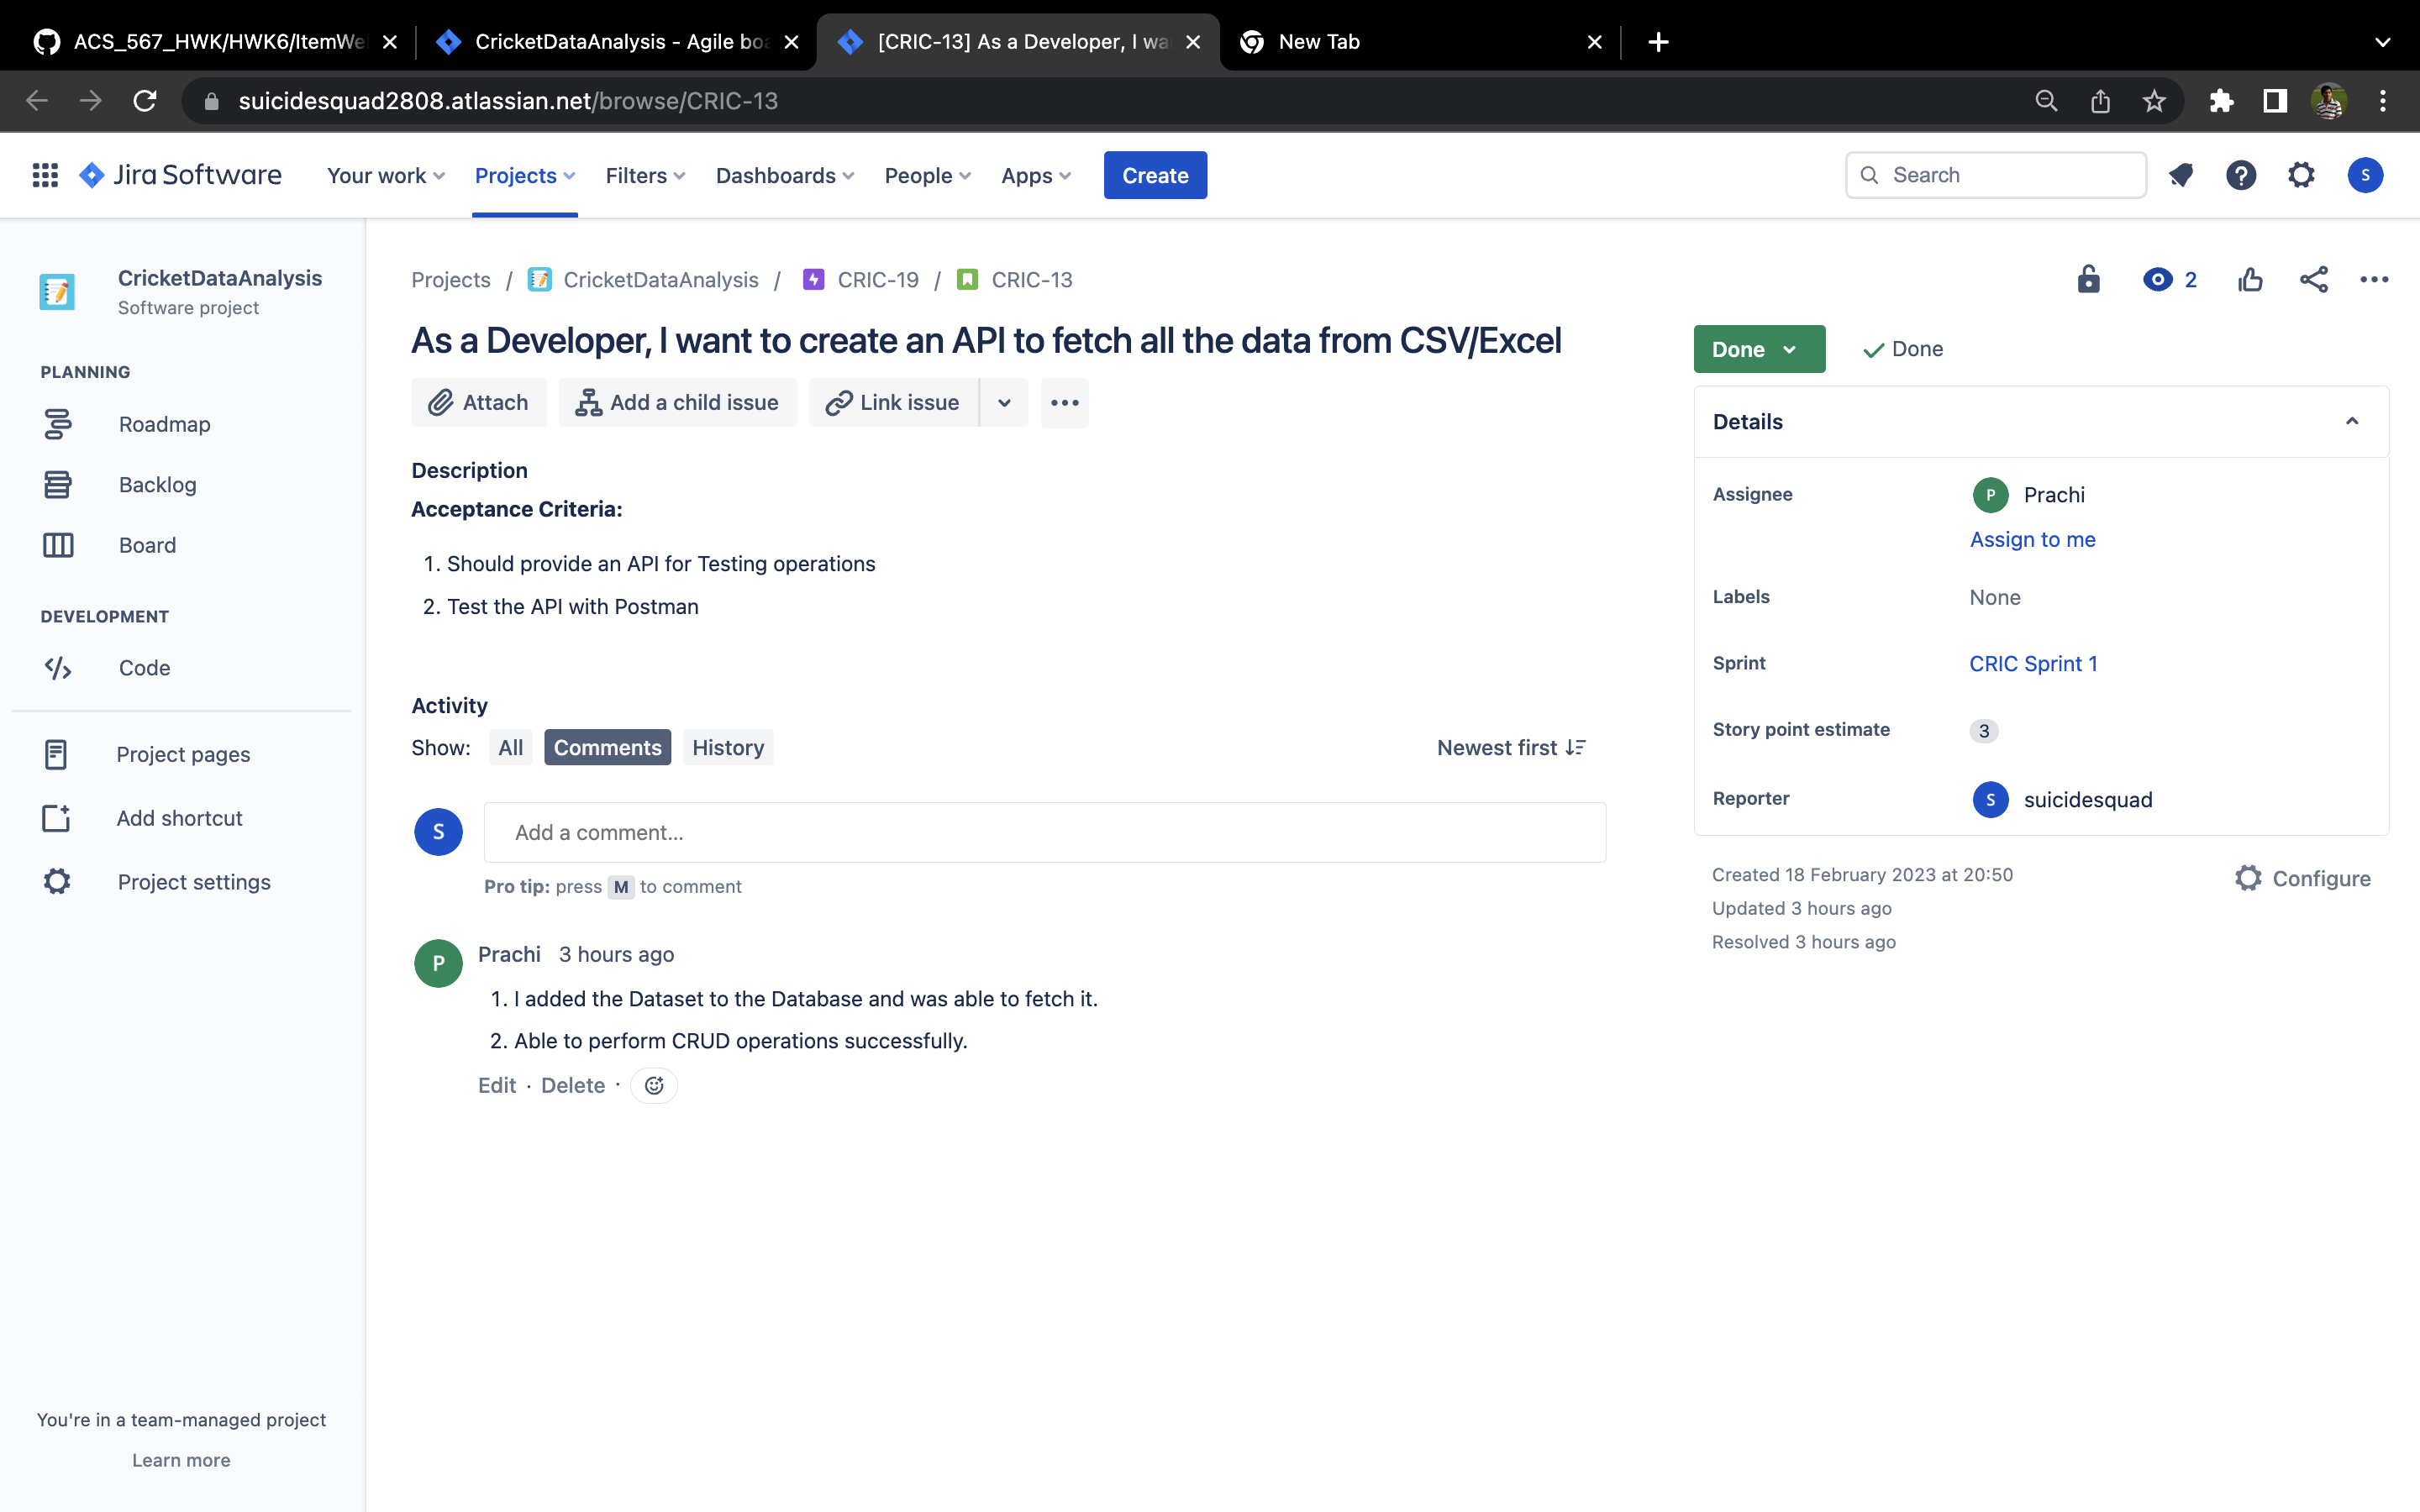 ACS_567_HWK/HWK6/ItemWe
CricketDataAnalysis - Agile boa
[CRIC-13] As a Developer, I wa
New Tab
suicidesquad2808.atlassian.net/browse/CRIC-13
Jira Software
Your work
Projects
Filters
Dashboards
People
Apps
Create
Search
S
CricketDataAnalysis
Software project
PLANNING
Roadmap
Backlog
Board
DEVELOPMENT
Code
Project pages
Add shortcut
Project settings
You're in a team-managed project
Learn more
Projects / CricketDataAnalysis / CRIC-19 / CRIC-13
2
As a Developer, I want to create an API to fetch all the data from CSV/Excel
Attach
Add a child issue
Link issue
Description
Acceptance Criteria:
1. Should provide an API for Testing operations
2. Test the API with Postman
Activity
Show: All Comments History
Newest first
S
Add a comment...
Pro tip: press M to comment
P
Prachi 3 hours ago
1. I added the Dataset to the Database and was able to fetch it.
2. Able to perform CRUD operations successfully.
Edit · Delete ·
Done
Done
Details
Assignee
P Prachi
Assign to me
Labels
None
Sprint
CRIC Sprint 1
Story point estimate
3
Reporter
S suicidesquad
Created 18 February 2023 at 20:50
Updated 3 hours ago
Resolved 3 hours ago
Configure